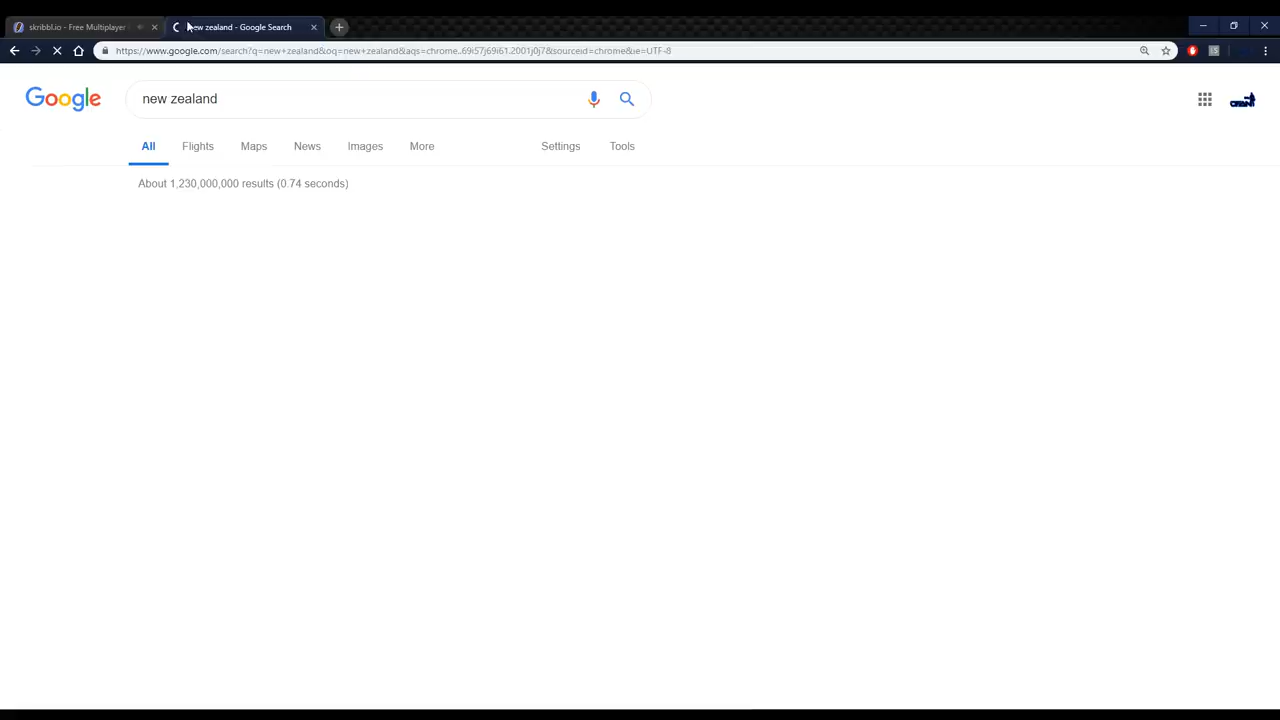 skribbl.io - Free Multiplayer
new zealand - Google Search
https://www.google.com/search?q=new+zealand&oq=new+zealand&aqs=chrome..69i57j69i61.2001j0j7&sourceid=chrome&ie=UTF-8
Google
new zealand
All Flights Maps News Images More Settings Tools
About 1,230,000,000 results (0.74 seconds)